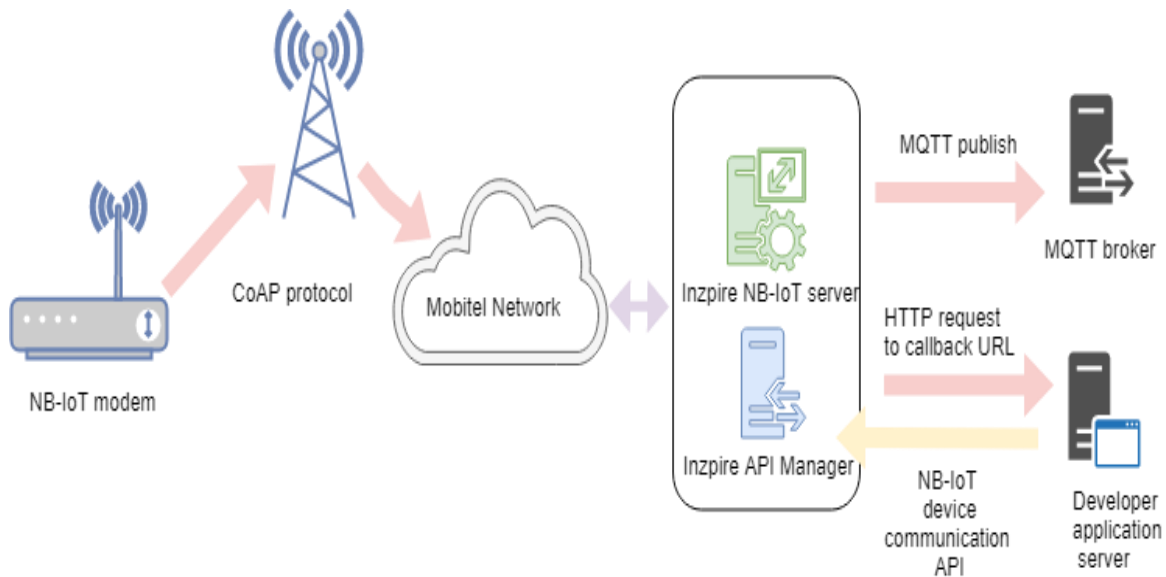 NB-IoT modem
CoAP protocol
Mobitel Network
Inzpire NB-IoT server
Inzpire API Manager
MQTT publish
MQTT broker
HTTP request
to callback URL
NB-IoT
device
communication
API
Developer
application
server